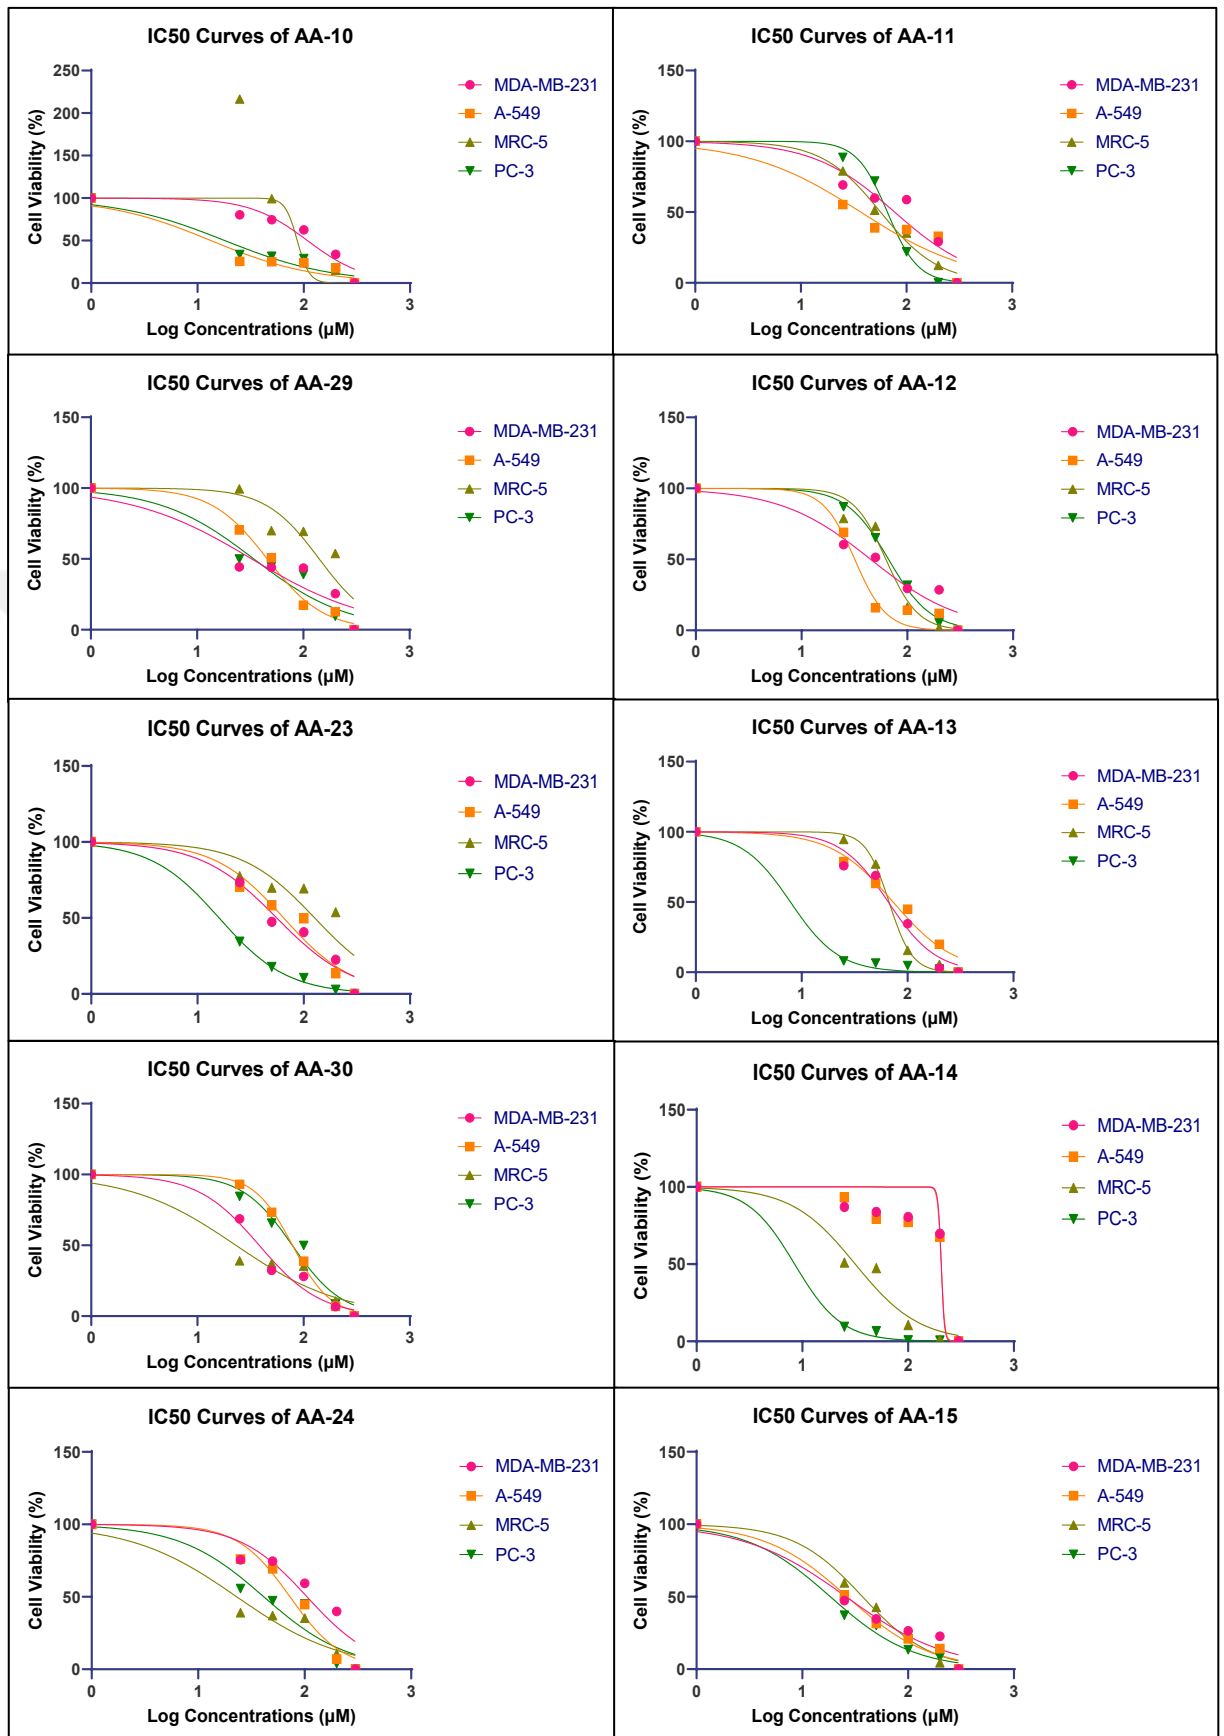 IC50 Curves of AA-10
250
200
150
100
50
0
0 1 2 3
Cell Viability (%)
Log Concentrations (µM)
MDA-MB-231
A-549
MRC-5
PC-3
IC50 Curves of AA-11
150
100
50
0
0 1 2 3
Cell Viability (%)
Log Concentrations (µM)
MDA-MB-231
A-549
MRC-5
PC-3
IC50 Curves of AA-29
150
100
50
0
0 1 2 3
Cell Viability (%)
Log Concentrations (µM)
MDA-MB-231
A-549
MRC-5
PC-3
IC50 Curves of AA-12
150
100
50
0
0 1 2 3
Cell Viability (%)
Log Concentrations (µM)
MDA-MB-231
A-549
MRC-5
PC-3
IC50 Curves of AA-23
150
100
50
0
0 1 2 3
Cell Viability (%)
Log Concentrations (µM)
MDA-MB-231
A-549
MRC-5
PC-3
IC50 Curves of AA-13
150
100
50
0
0 1 2 3
Cell Viability (%)
Log Concentrations (µM)
MDA-MB-231
A-549
MRC-5
PC-3
IC50 Curves of AA-30
150
100
50
0
0 1 2 3
Cell Viability (%)
Log Concentrations (µM)
MDA-MB-231
A-549
MRC-5
PC-3
IC50 Curves of AA-14
150
100
50
0
0 1 2 3
Cell Viability (%)
Log Concentrations (µM)
MDA-MB-231
A-549
MRC-5
PC-3
IC50 Curves of AA-24
150
100
50
0
0 1 2 3
Cell Viability (%)
Log Concentrations (µM)
MDA-MB-231
A-549
MRC-5
PC-3
IC50 Curves of AA-15
150
100
50
0
0 1 2 3
Cell Viability (%)
Log Concentrations (µM)
MDA-MB-231
A-549
MRC-5
PC-3